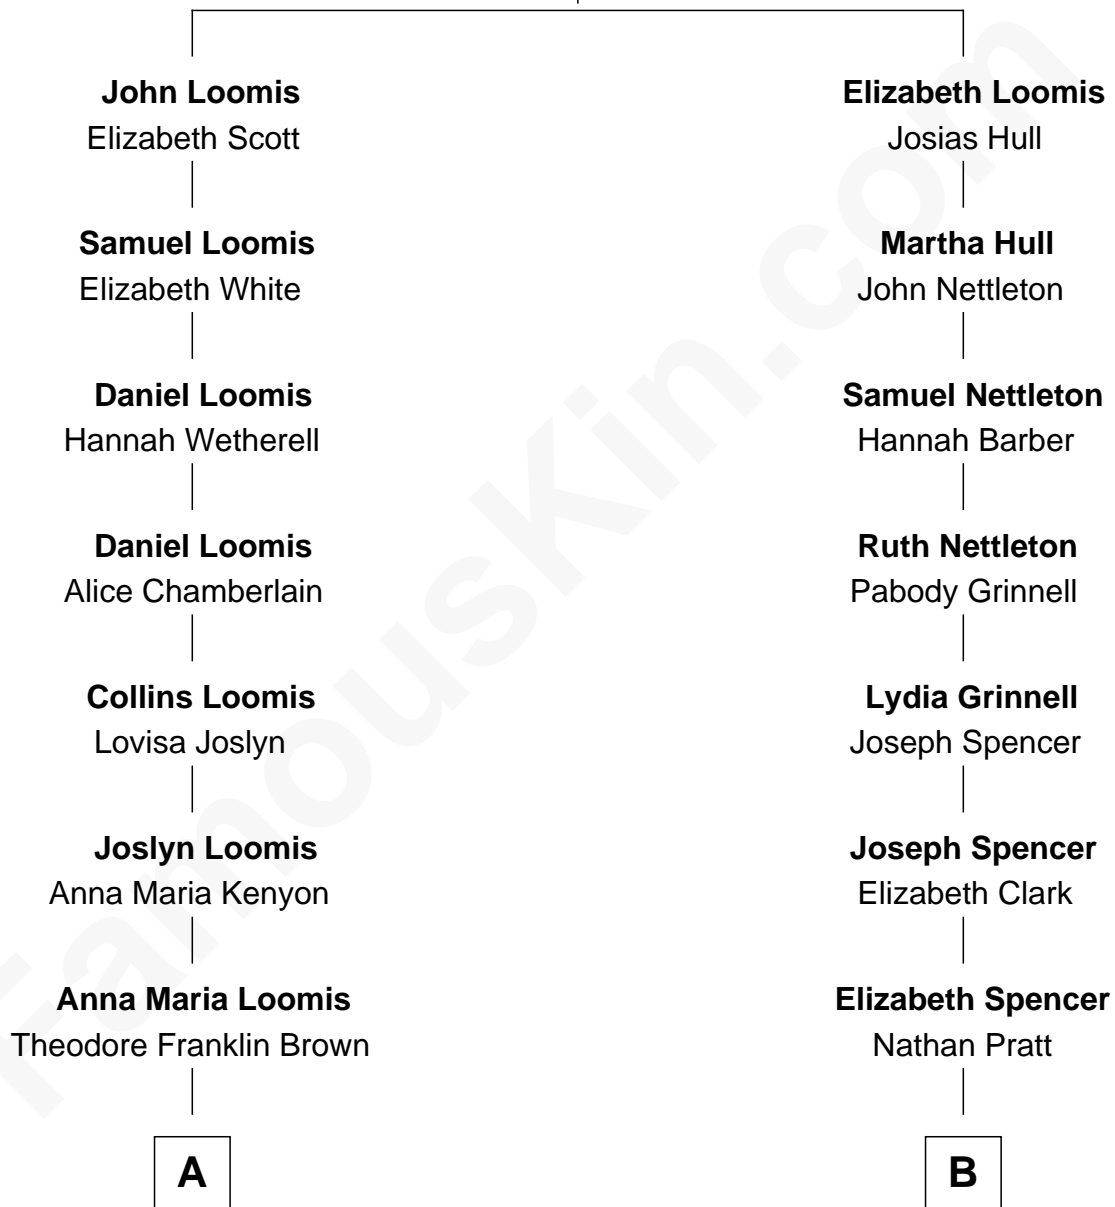 John Loomis
Elizabeth Scott
Samuel Loomis
Elizabeth White
Daniel Loomis
Hannah Wetherell
Daniel Loomis
Alice Chamberlain
Collins Loomis
Lovisa Joslyn
Joslyn Loomis
Anna Maria Kenyon
Anna Maria Loomis
Theodore Franklin Brown
A
Elizabeth Loomis
Josias Hull
Martha Hull
John Nettleton
Samuel Nettleton
Hannah Barber
Ruth Nettleton
Pabody Grinnell
Lydia Grinnell
Joseph Spencer
Joseph Spencer
Elizabeth Clark
Elizabeth Spencer
Nathan Pratt
B
FamousKin.com